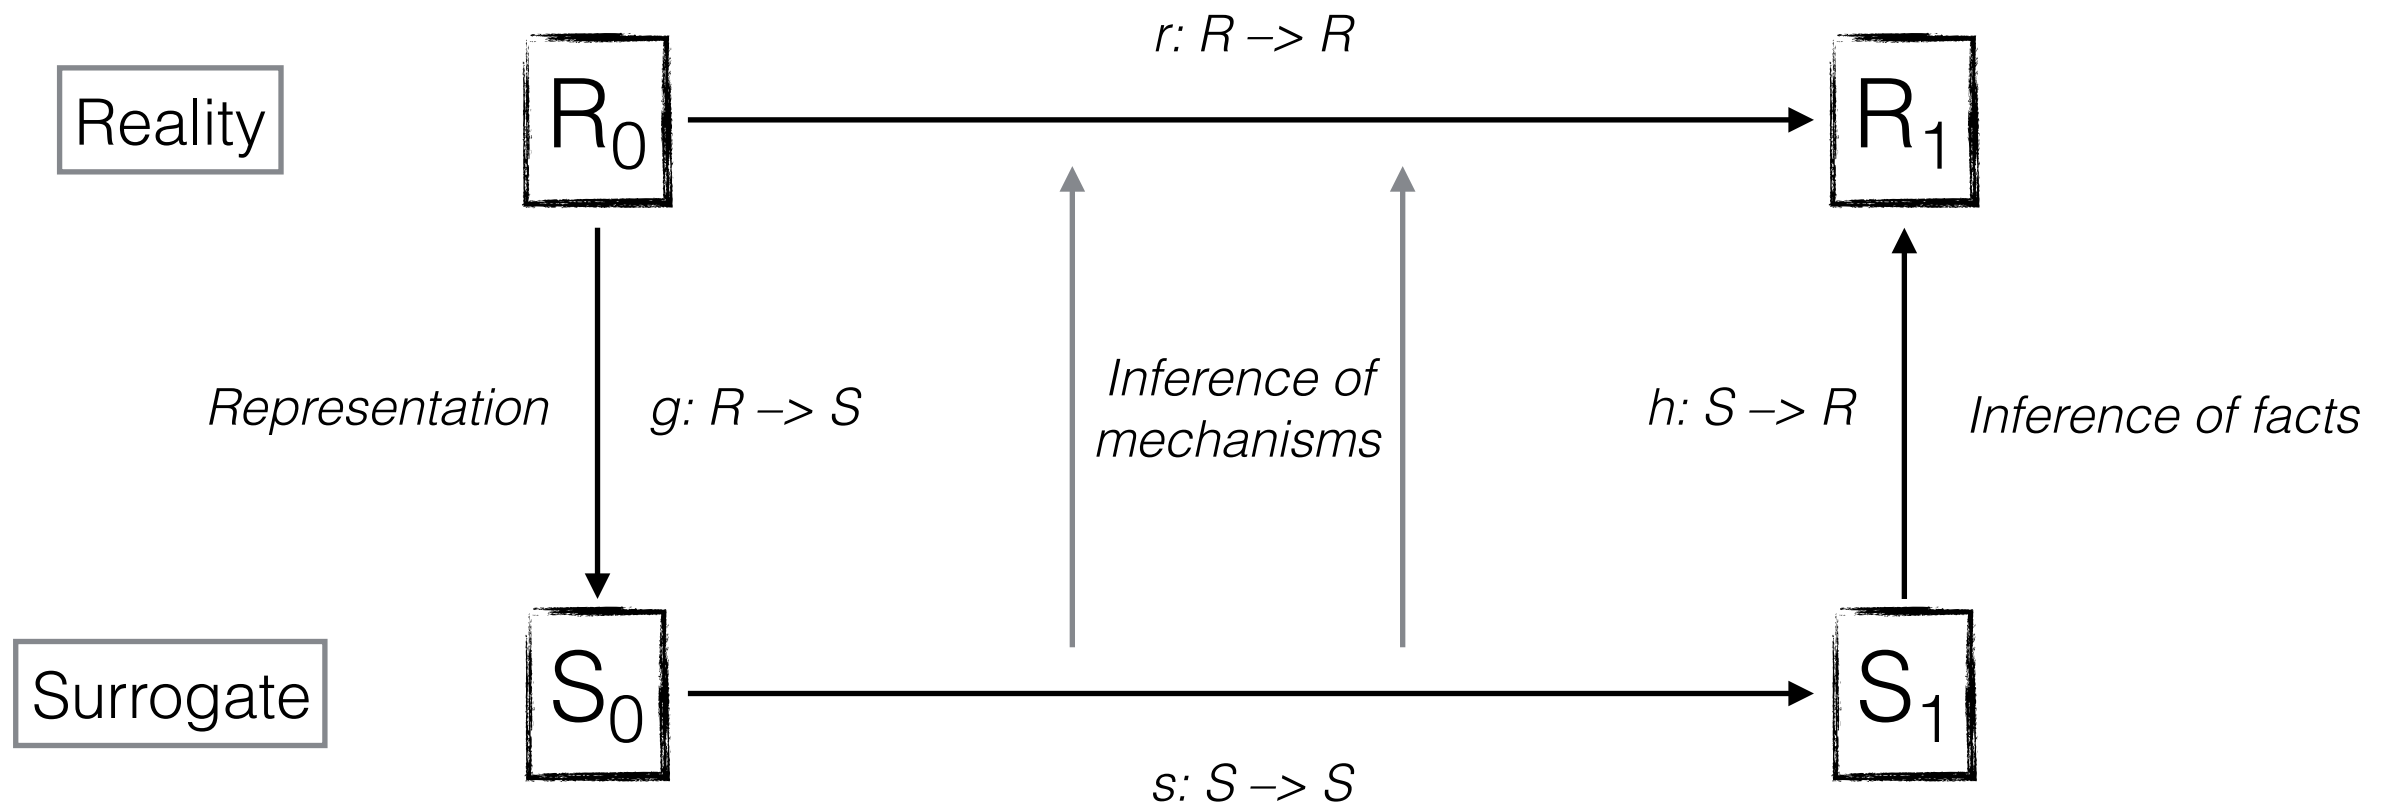 r: R –> R
Reality
R0
R1
Representation
g: R –> S
Inference of
mechanisms
h: S –> R
Inference of facts
Surrogate
S0
S1
s: S –> S